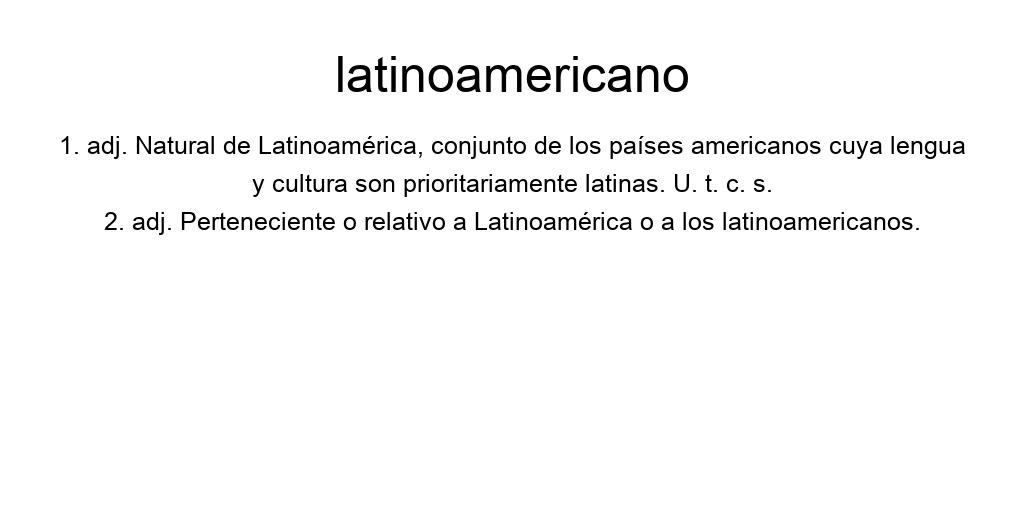 latinoamericano
1. adj. Natural de Latinoamérica, conjunto de los países americanos cuya lengua
y cultura son prioritariamente latinas. U. t. c. s.
2. adj. Perteneciente o relativo a Latinoamérica o a los latinoamericanos.